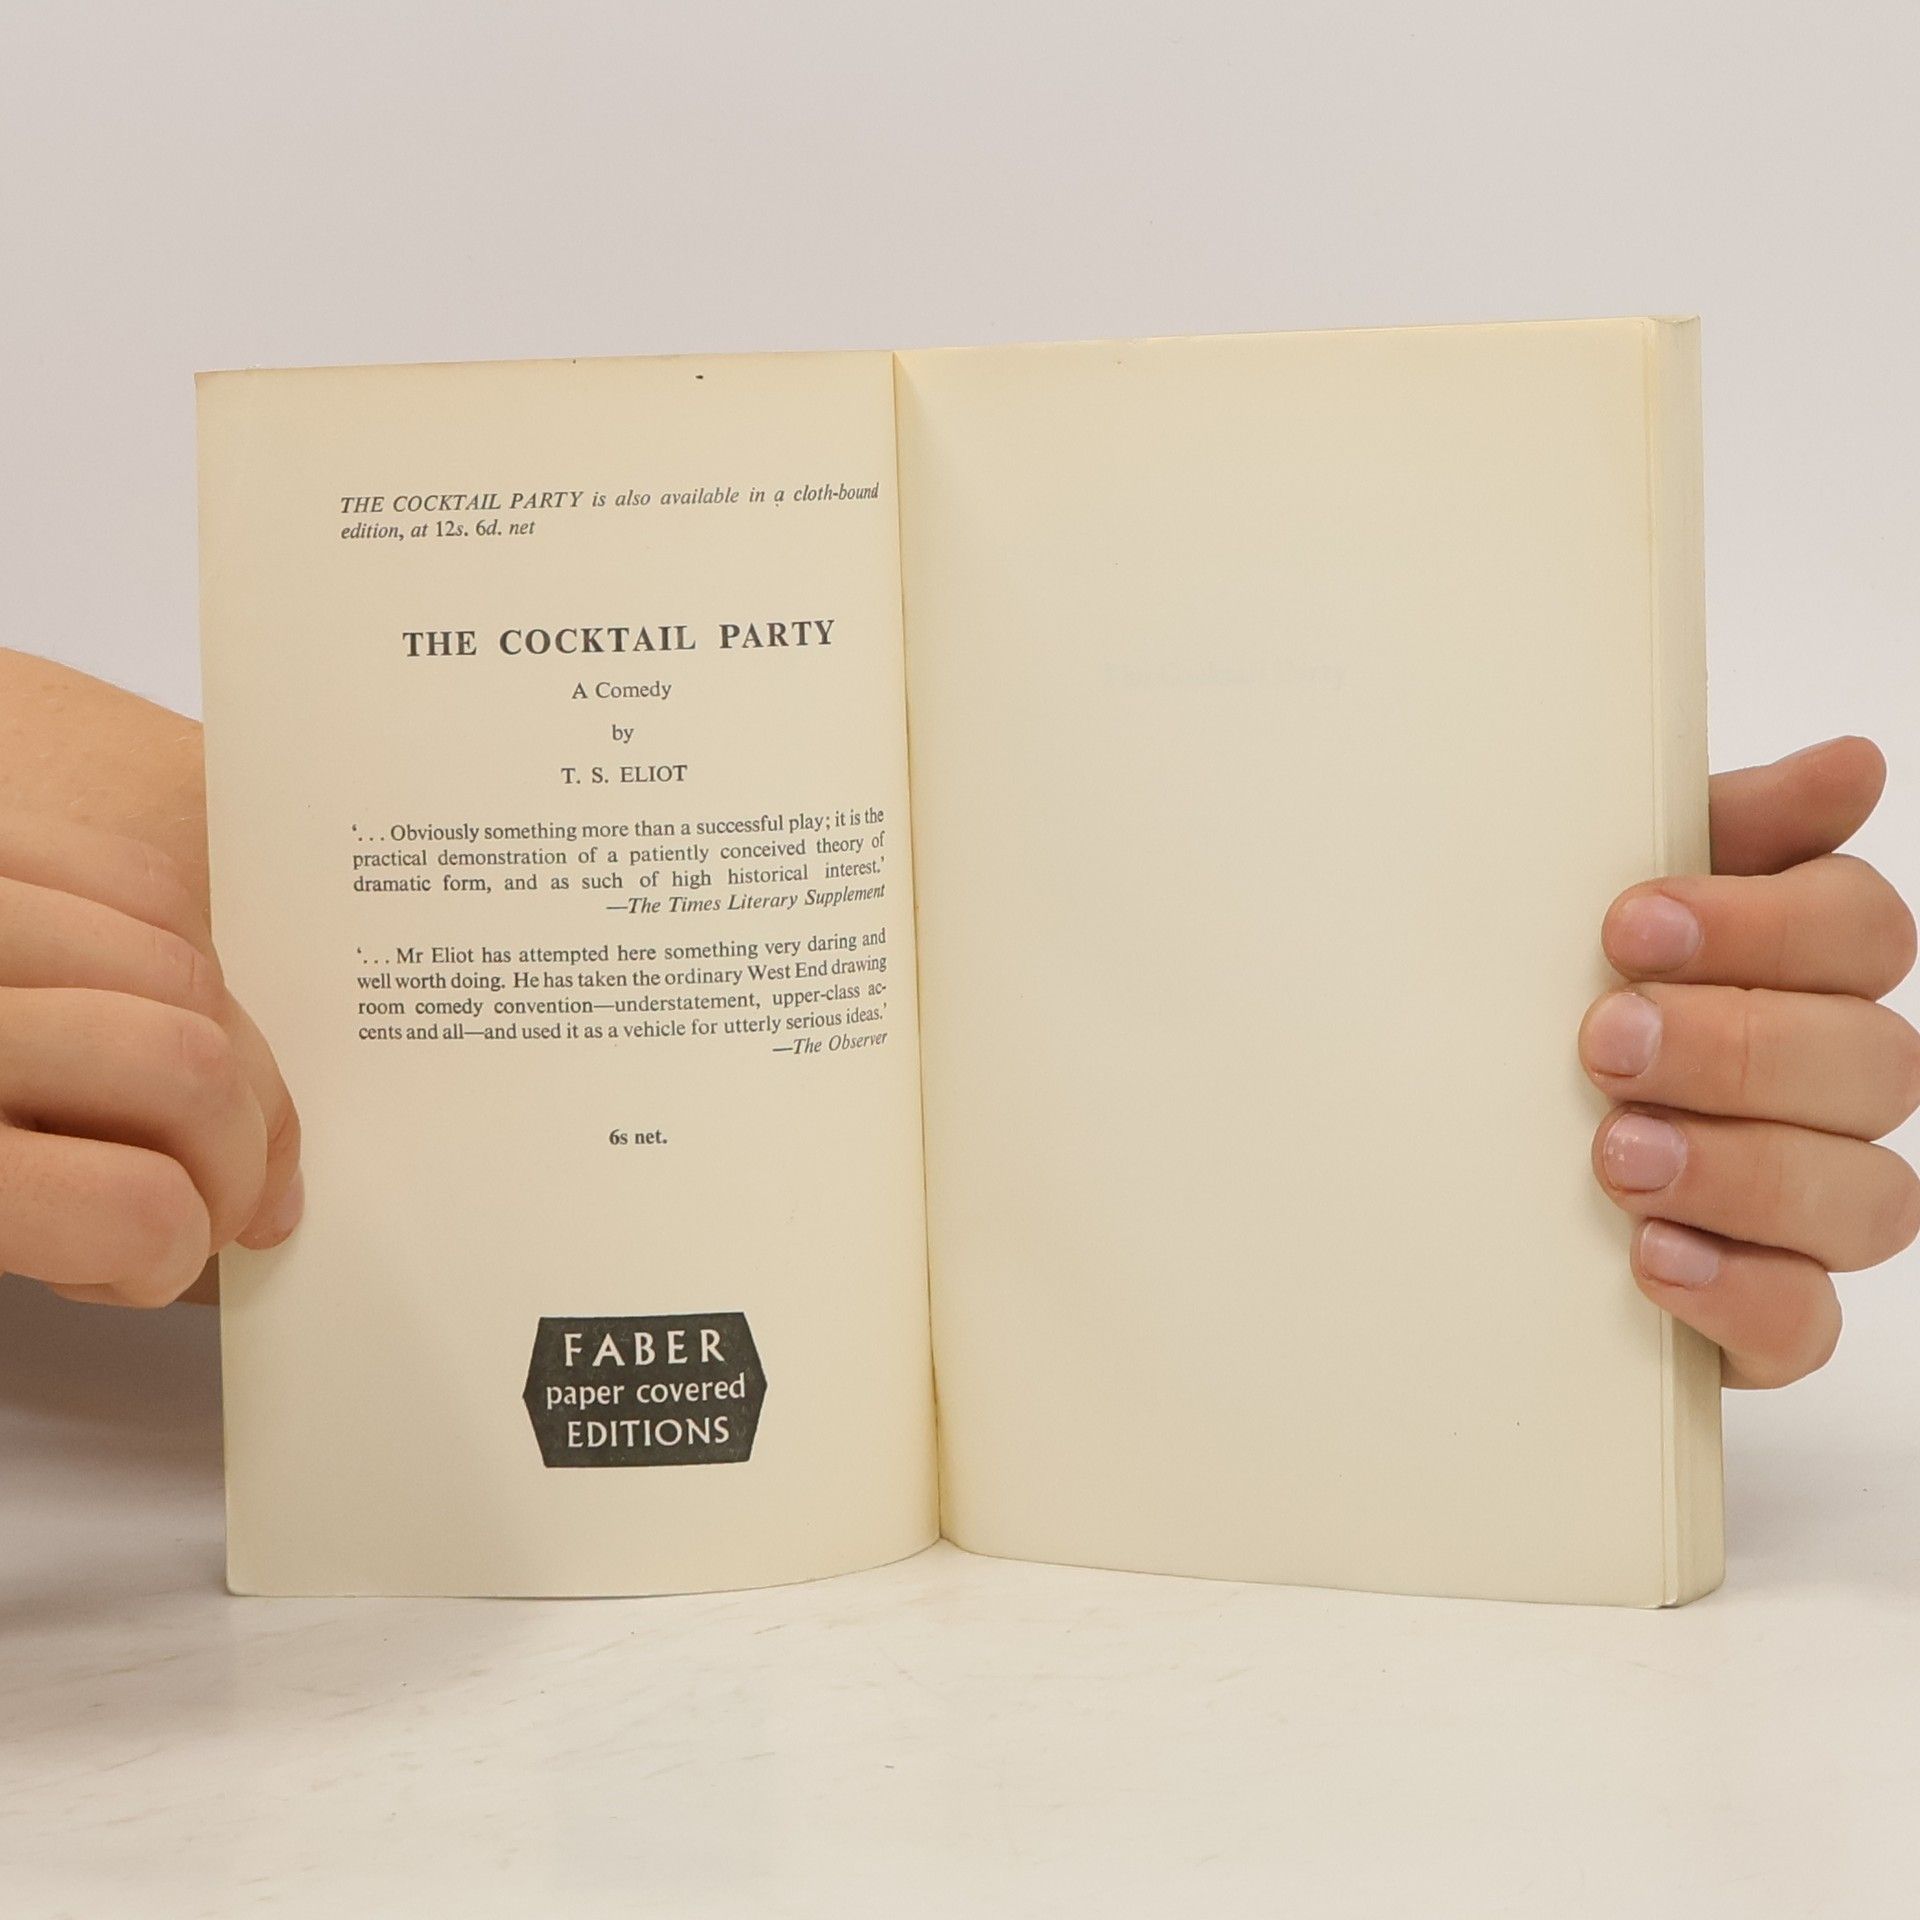 THE COCKTAIL PARTY is also available in a cloth-bound
edition, at 12s. 6d. net
THE COCKTAIL PARTY
A Comedy
by
T. S. ELIOT
‘. . . Obviously something more than a successful play; it is the
practical demonstration of a patiently conceived theory of
dramatic form, and as such of high historical interest.’
—The Times Literary Supplement
‘. . . Mr Eliot has attempted here something very daring and
well worth doing. He has taken the ordinary West End drawing
room comedy convention—understatement, upper-class ac-
cents and all—and used it as a vehicle for utterly serious ideas.’
—The Observer
6s net.
FABER
paper covered
EDITIONS